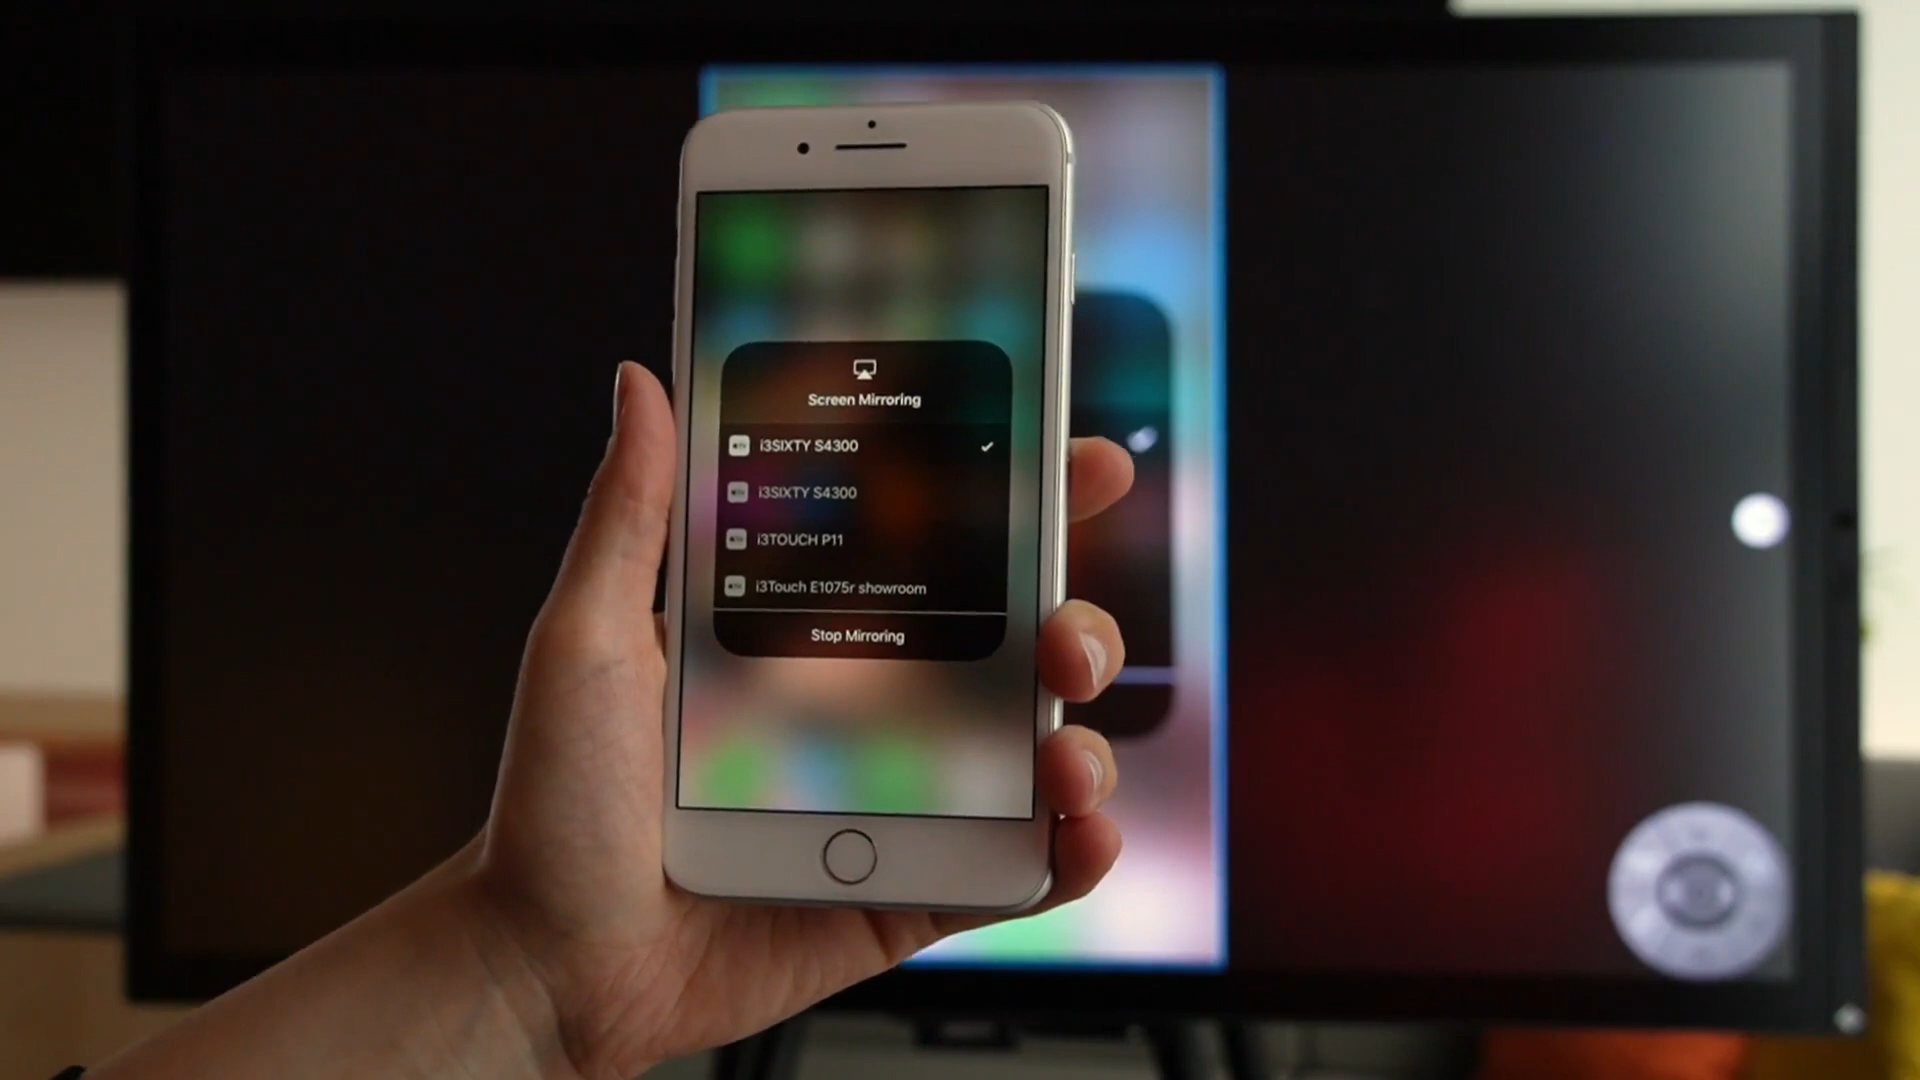 Screen Mirroring
i3SIXTY S4300
i3SIXTY S4300
i3TOUCH P11
i3Touch E1075r showroom
Stop Mirroring